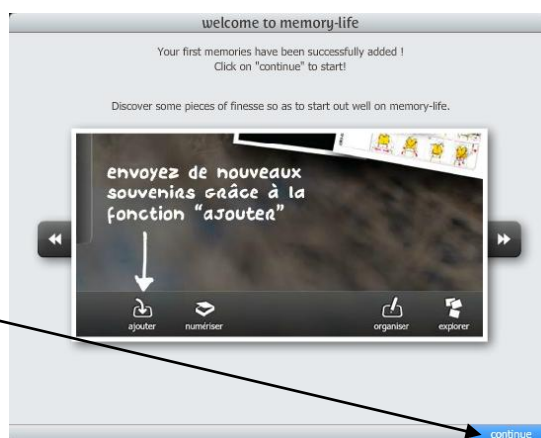 welcome to memory-life
Your first memories have been successfully added !
Click on "continue" to start!
Discover some pieces of finesse so as to start out well on memory-life.
envoyez de nouveaux
souvenirs grâce à la
fonction "ajouter"
ajouter
numériser
organiser
explorer
continue